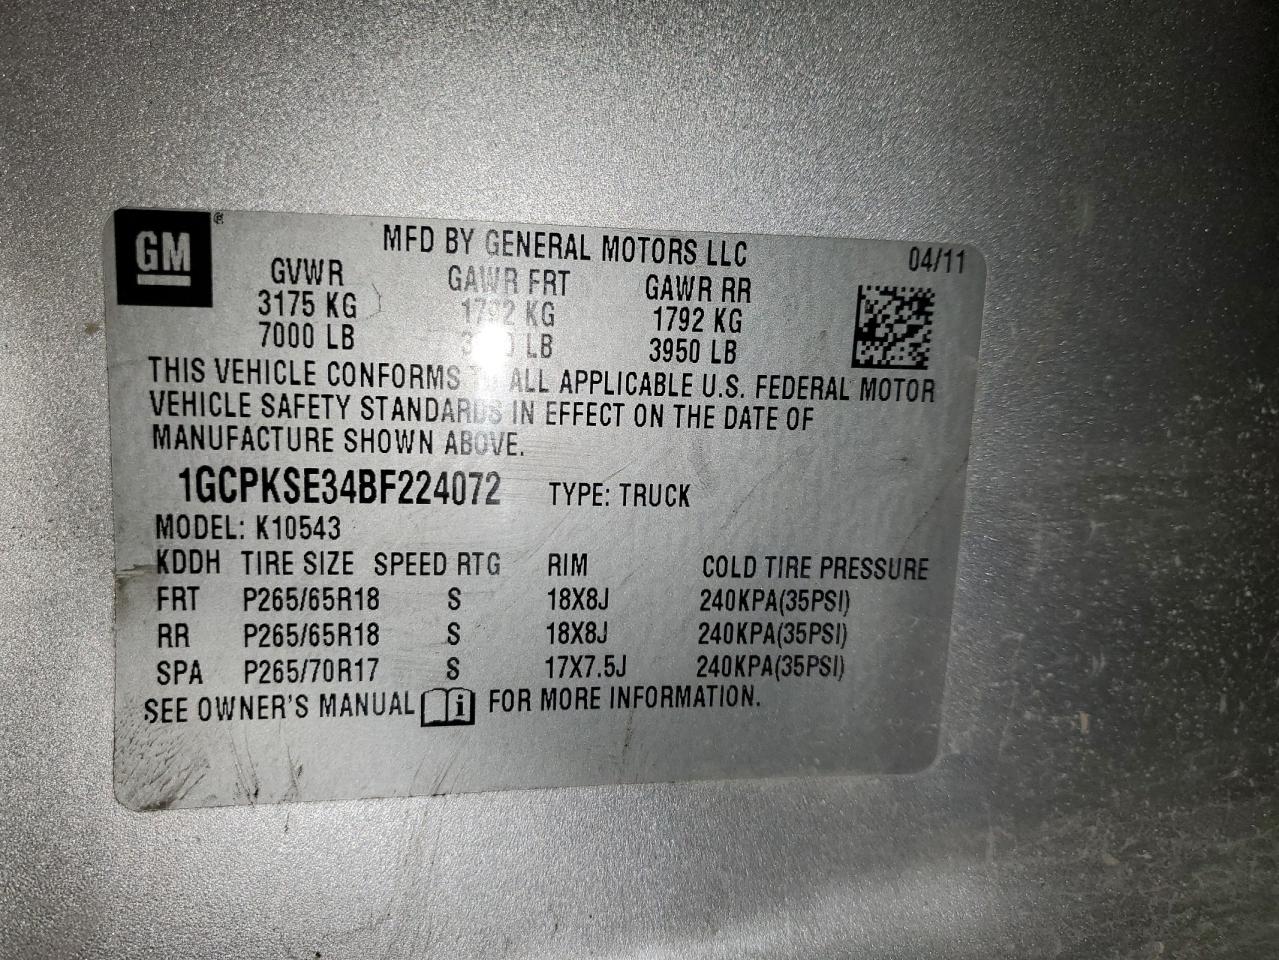 GM ®
MFD BY GENERAL MOTORS LLC 04/11
GVWR GAWR FRT GAWR RR
3175 KG KG 1792 KG
7000 LB LB 3950 LB
THIS VEHICLE CONFORMS ALL APPLICABLE U.S. FEDERAL MOTOR
VEHICLE SAFETY STANDARDS IN EFFECT ON THE DATE OF
MANUFACTURE SHOWN ABOVE.
1GCPKSE34BF224072 TYPE: TRUCK
MODEL: K10543
KDDH TIRE SIZE SPEED RTG RIM COLD TIRE PRESSURE
FRT P265/65R18 S 18X8J 240KPA(35PSI)
RR P265/65R18 S 18X8J 240KPA(35PSI)
SPA P265/70R17 S 17X7.5J 240KPA(35PSI)
SEE OWNER'S MANUAL i FOR MORE INFORMATION.